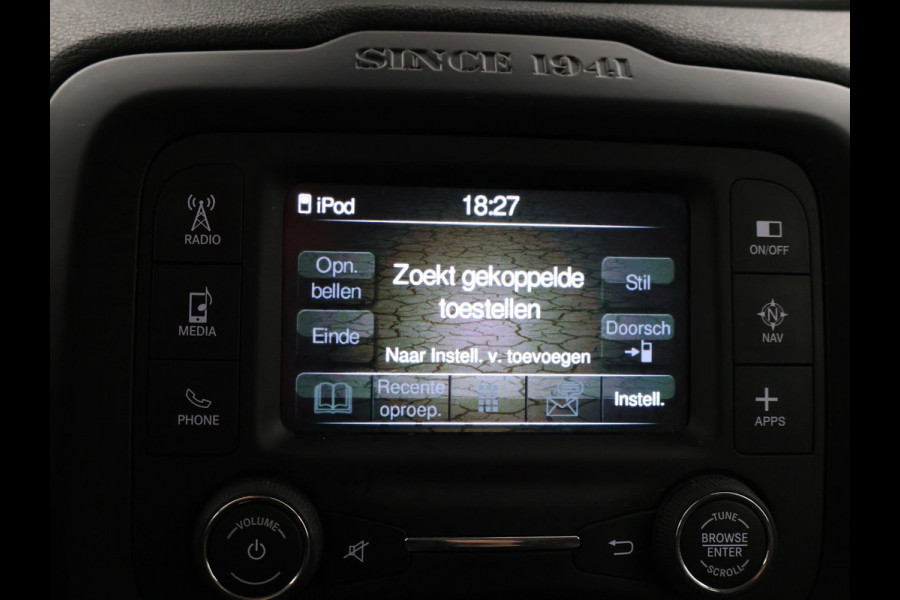 SINCE 1941
iPod 18:27
RADIO
MEDIA
PHONE
Opn.
bellen
Einde
Zoekt gekoppelde
toestellen
Naar Instell. v. toevoegen
Stil
Doorsch
Recente
oproep.
Instell.
ON/OFF
N
NAV
APPS
VOLUME
TUNE
BROWSE
ENTER
SCROLL